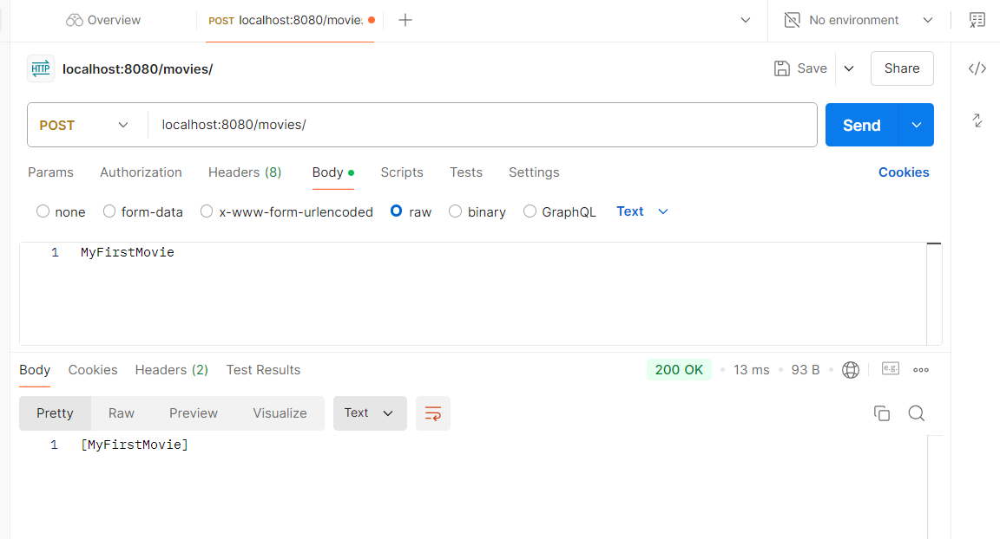 Overview POST localhost:8080/movie: No environment
HTTP localhost:8080/movies/ Save Share
POST localhost:8080/movies/ Send
Params Authorization Headers (8) Body Scripts Tests Settings Cookies
none form-data x-www-form-urlencoded raw binary GraphQL Text
1 MyFirstMovie
Body Cookies Headers (2) Test Results 200 OK 13 ms 93 B e.g.
Pretty Raw Preview Visualize Text
1 [MyFirstMovie]